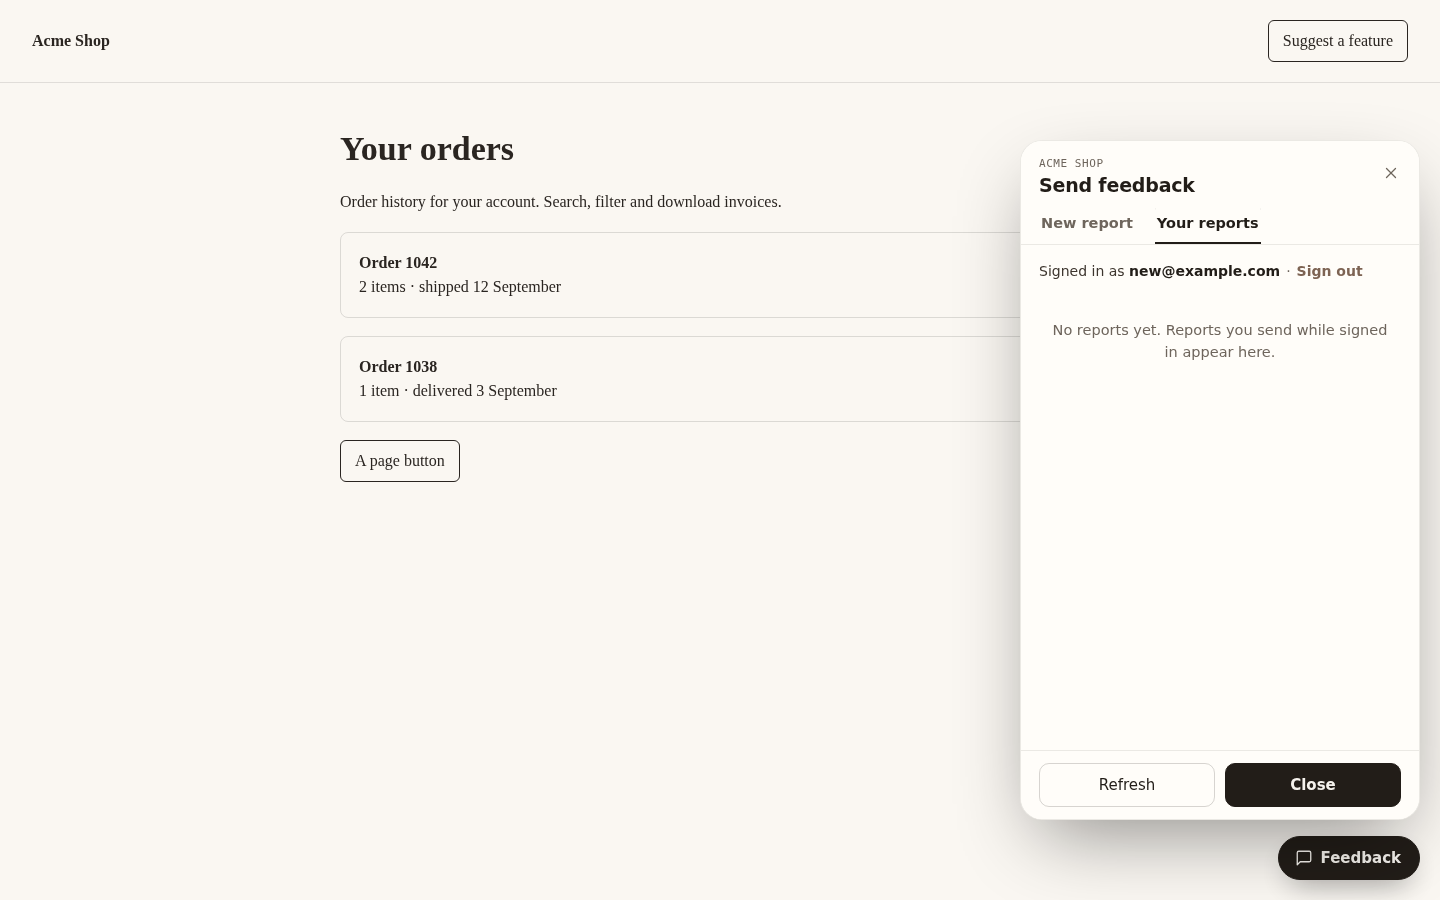 Acme Shop
Suggest a feature
Your orders
Order history for your account. Search, filter and download invoices.
Order 1042
2 items · shipped 12 September
Order 1038
1 item · delivered 3 September
A page button
ACME SHOP
Send feedback
New report
Your reports
Signed in as new@example.com · Sign out
No reports yet. Reports you send while signed
in appear here.
Refresh
Close
Feedback